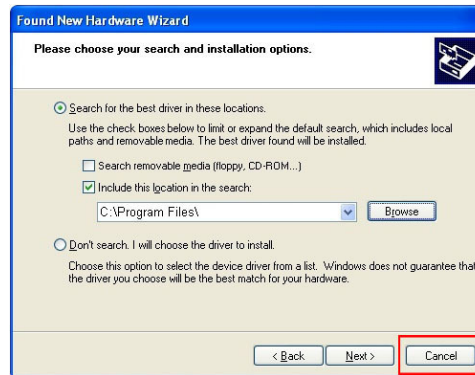 Found New Hardware Wizard
Please choose your search and installation options.
Search for the best driver in these locations.
Use the check boxes below to limit or expand the default search, which includes local
paths and removable media. The best driver found will be installed.
Search removable media (floppy, CD-ROM...)
Include this location in the search:
C:\Program Files\
Browse
Don't search. I will choose the driver to install.
Choose this option to select the device driver from a list. Windows does not guarantee that
the driver you choose will be the best match for your hardware.
< Back
Next >
Cancel